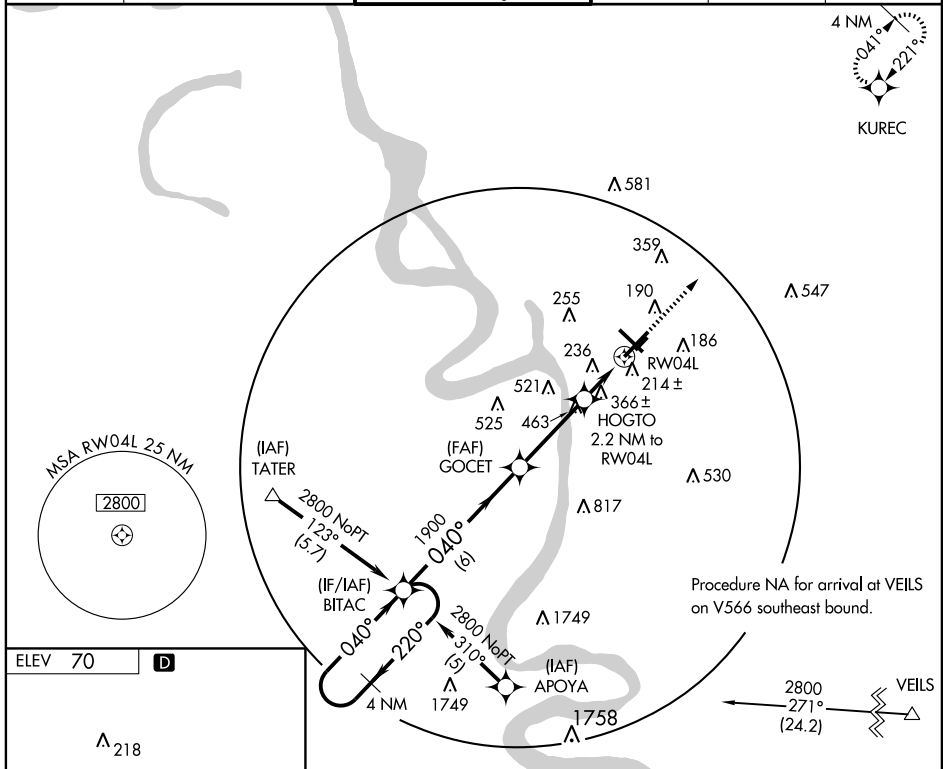 4 NM
041°
221°
KUREC
581
359
547
255
190
186
236
RW04L
521
214 ±
366 ±
525
463
HOGTO
2.2 NM to
RW04L
(FAF)
GOCET
530
MSA RW04L 25 NM
2800
(IAF)
TATER
817
2800 NoPT
123°
(5.7)
1900
040°
(6)
(IF/IAF)
BITAC
Procedure NA for arrival at VEILS
on V566 southeast bound.
1749
2800 NoPT
310°
(5)
040°
220°
4 NM
1749
(IAF)
APOYA
1758
2800
271°
(24.2)
VEILS
ELEV 70
D
218